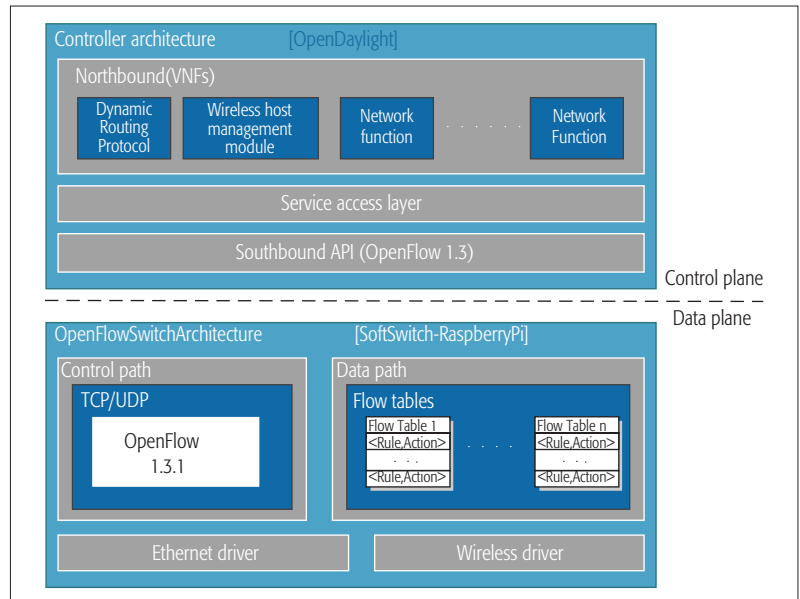 Controller architecture [OpenDaylight]
Northbound(VNFs)
Dynamic
Routing
Protocol
Wireless host
management
module
Network
function
. . . . . .
Network
Function
Service access layer
Southbound API (OpenFlow 1.3)
Control plane
Data plane
OpenFlowSwitchArchitecture [SoftSwitch-RaspberryPi]
Control path
TCP/UDP
OpenFlow
1.3.1
Data path
Flow tables
Flow Table 1
<Rule,Action>
. . .
<Rule,Action>
. . . .
Flow Table n
<Rule,Action>
. . .
<Rule,Action>
Ethernet driver
Wireless driver